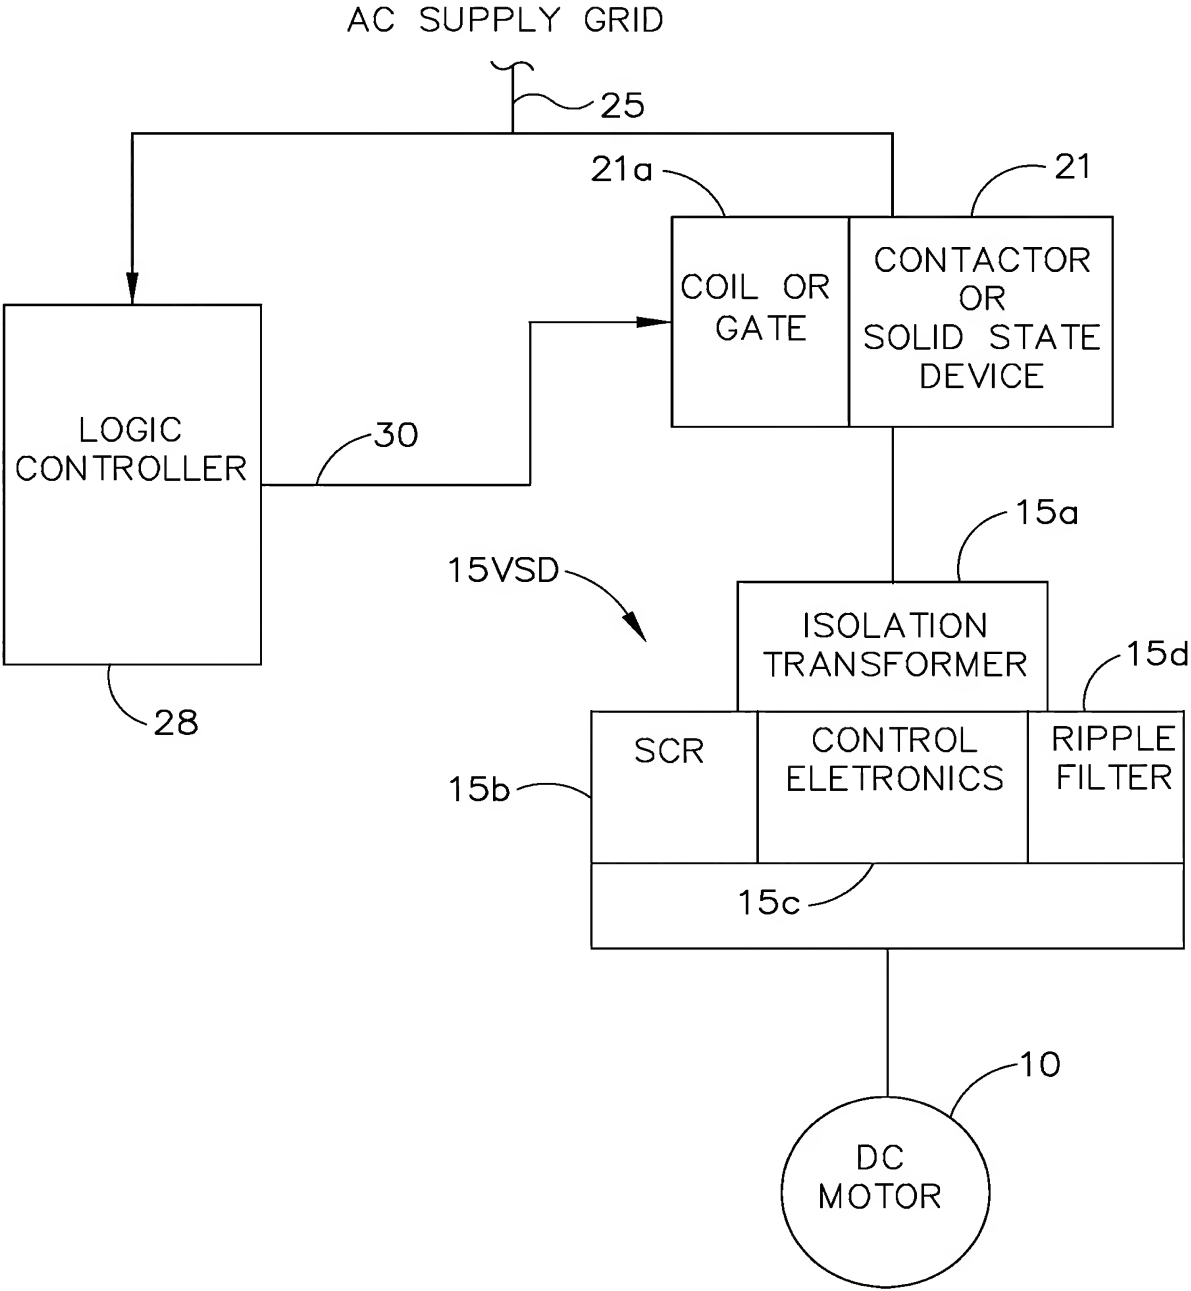 AC SUPPLY GRID
25
21a
21
COIL OR
GATE
CONTACTOR
OR
SOLID STATE
DEVICE
LOGIC
CONTROLLER
30
15a
15VSD
ISOLATION
TRANSFORMER
15d
28
SCR
CONTROL
ELETRONICS
RIPPLE
FILTER
15b
15c
10
DC
MOTOR